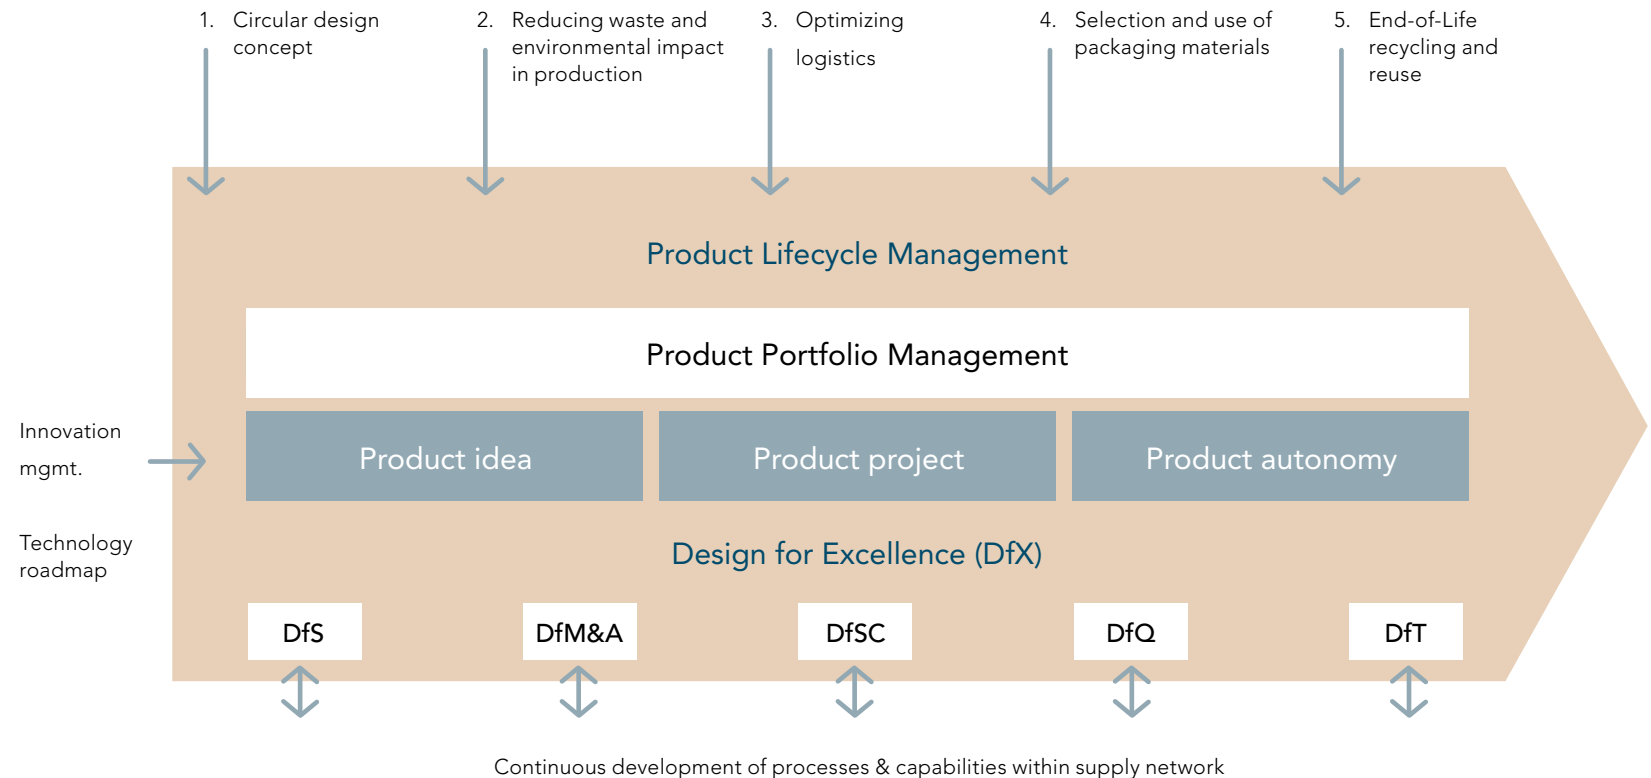 1. Circular design
concept
2. Reducing waste and
environmental impact
in production
3. Optimizing
logistics
4. Selection and use of
packaging materials
5. End-of-Life
recycling and
reuse
Product Lifecycle Management
Product Portfolio Management
Innovation
mgmt.
Product idea
Product project
Product autonomy
Technology
roadmap
Design for Excellence (DfX)
DfS
DfM&A
DfSC
DfQ
DfT
Continuous development of processes & capabilities within supply network